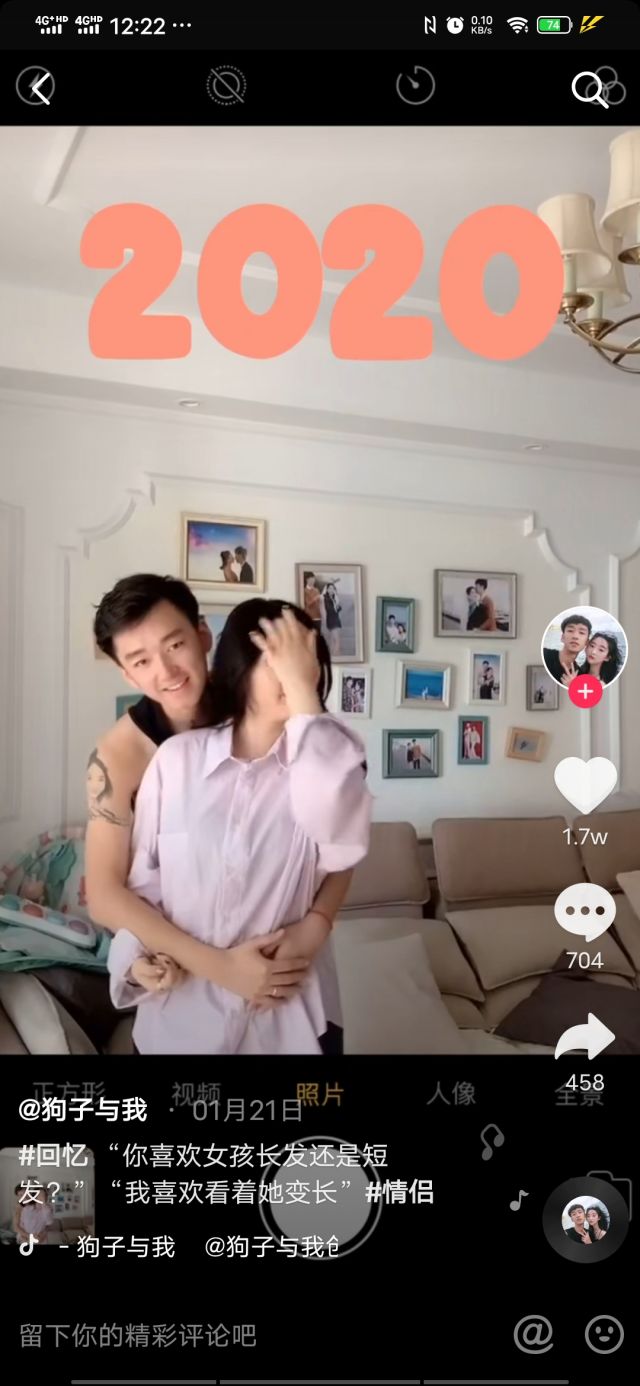 4G+HD 4GHD 12:22 ... 0.10 KB/s 74
2020
1.7w
704
458
正方形 视频 照片 人像 全景
@狗子与我 · 01月21日
#回忆 “你喜欢女孩长发还是短
发？”“我喜欢看着她变长” #情侣
- 狗子与我 @狗子与我创
留下你的精彩评论吧